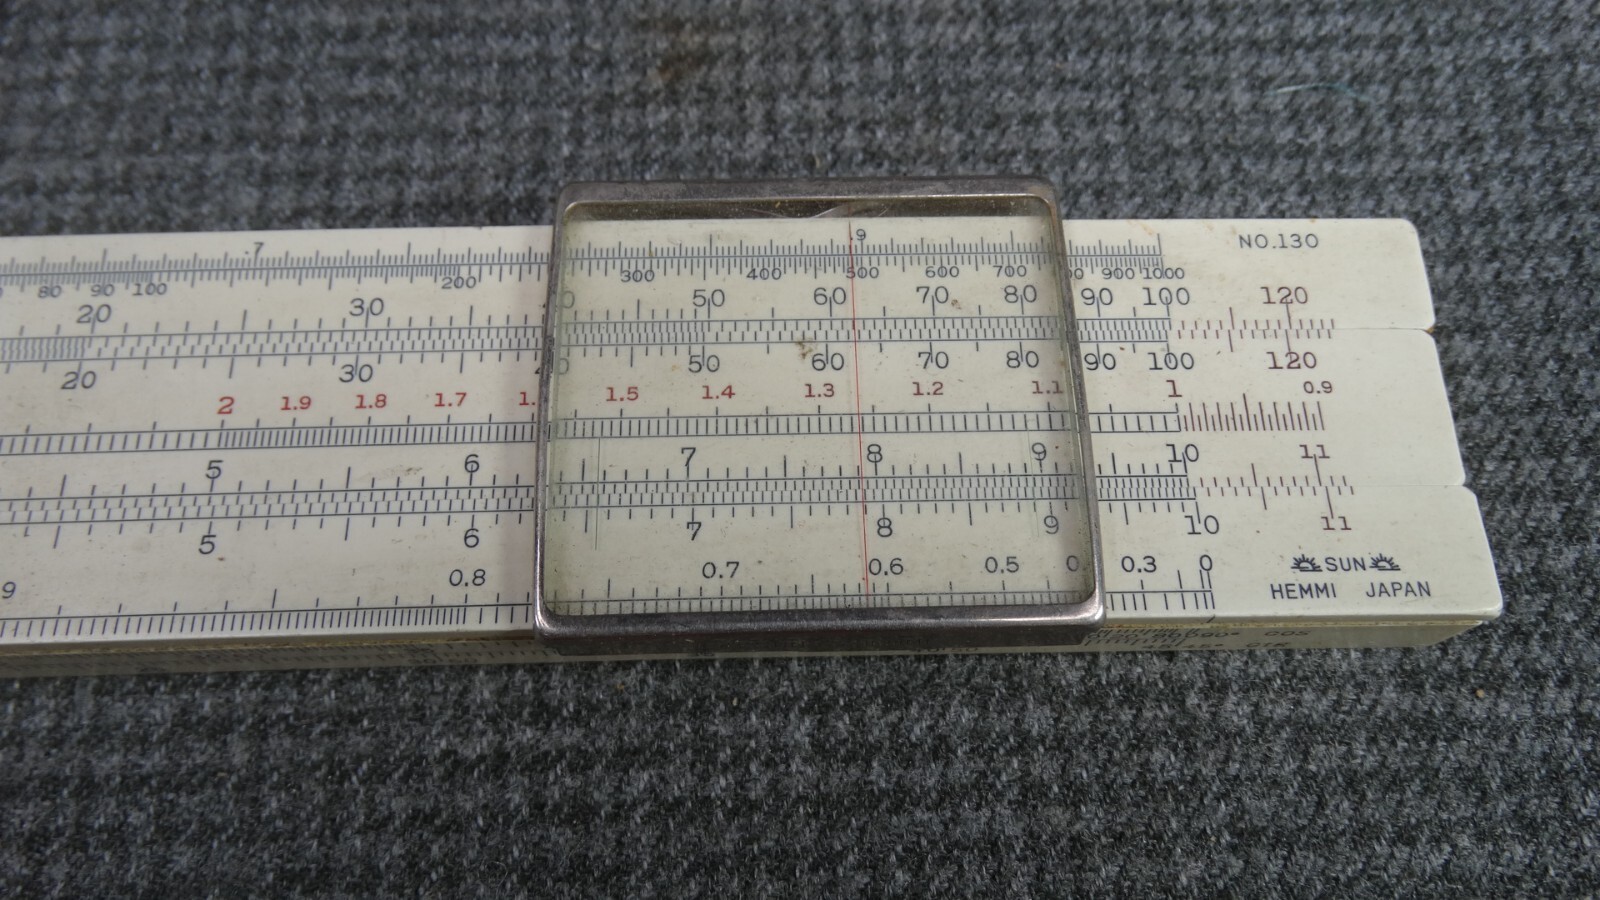 NO.130
.7 .9
80 90 100 200 300 400 500 600 700 900 1000
20 30 50 60 70 80 90 100 120
20 30 50 60 70 80 90 100 120
2 1.9 1.8 1.7 1.5 1.4 1.3 1.2 1.1 1 0.9
5 6 7 8 9 10 11
5 6 7 8 9 10 11
9 0.8 0.7 0.6 0.5 0.3 0
SUN
HEMMI JAPAN
90° COS